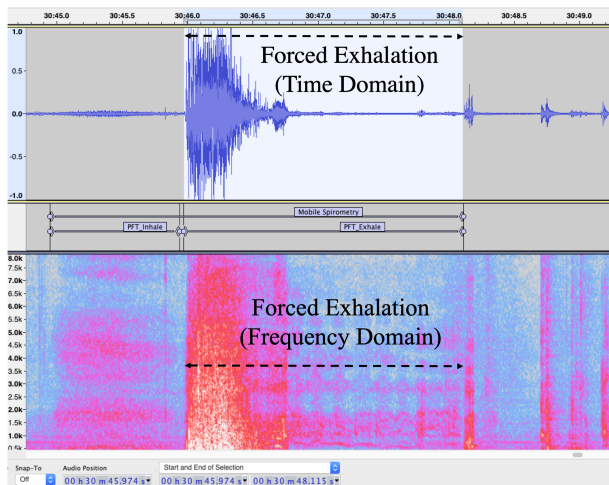 30:45.0 30:45.5 30:46.0 30:46.5 30:47.0 30:47.5 30:48.0 30:48.5 30:49.0
1.0
Forced Exhalation
(Time Domain)
0.5-
0.0-
-0.5-
-1.0
Mobile Spirometry
PFT_Inhale PFT_Exhale
8.0k
7.5k-
7.0k-
6.5k-
6.0k-
5.5k-
5.0k-
Forced Exhalation
(Frequency Domain)
4.5k-
4.0k-
3.5k-
3.0k-
2.5k-
2.0k-
1.5k-
1.0k-
0.5k
Snap-To Audio Position Start and End of Selection
Off 00 h 30 m 45.974 s 00 h 30 m 45.974 s 00 h 30 m 48.115 s